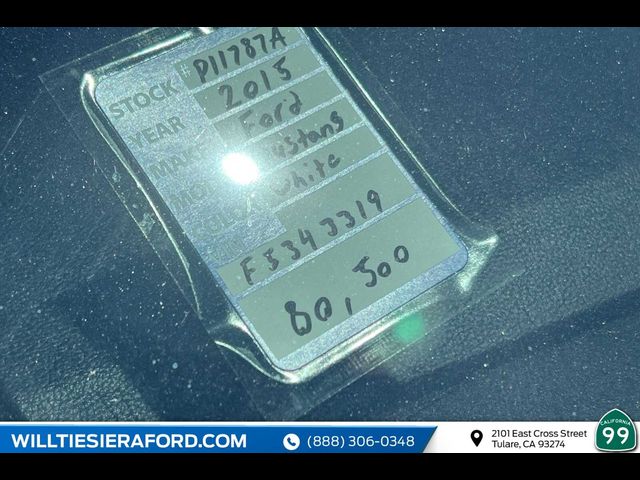 STOCK # P11787A
YEAR 2015
MAKE Ford
White
F5343319
80,500
WILLTIESIERAFORD.COM
(888) 306-0348
2101 East Cross Street
Tulare, CA 93274
CALIFORNIA
99